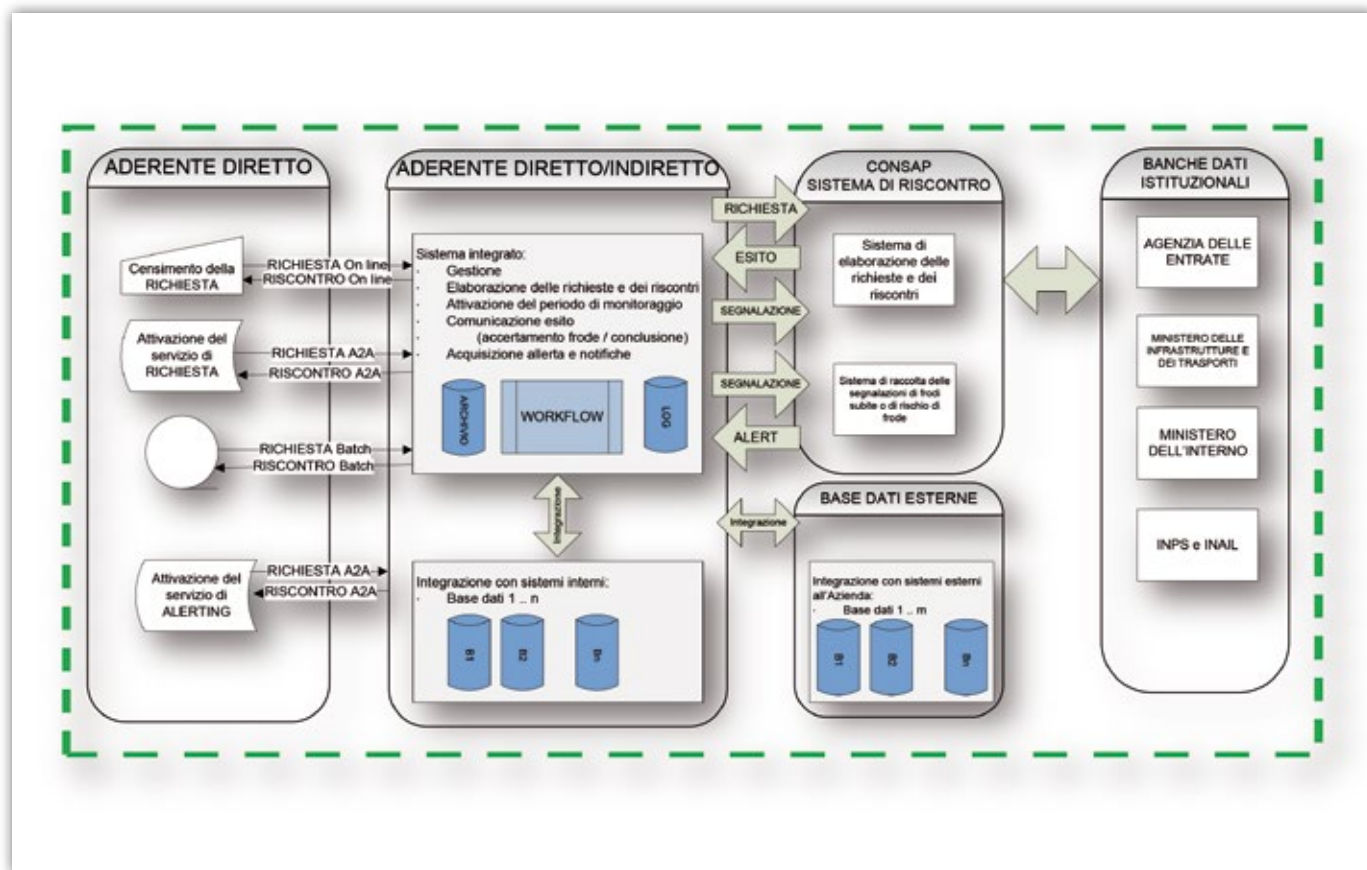 ADERENTE DIRETTO
Censimento della
RICHIESTA
RICHIESTA On line
RISCONTRO On line
Attivazione del
servizio di
RICHIESTA
RICHIESTA A2A
RISCONTRO A2A
RICHIESTA Batch
RISCONTRO Batch
Attivazione del
servizio di
ALERTING
RICHIESTA A2A
RISCONTRO A2A
ADERENTE DIRETTO/INDIRETTO
Sistema integrato:
· Gestione
· Elaborazione delle richieste e dei riscontri
· Attivazione del periodo di monitoraggio
· Comunicazione esito
(accertamento frode / conclusione)
· Acquisizione allerta e notifiche
ARCHIVIO
WORKFLOW
LOG
Integrazione
Integrazione con sistemi interni:
· Base dati 1 .. n
B1
B2
Bn
RICHIESTA
ESITO
SEGNALAZIONE
SEGNALAZIONE
ALERT
Integrazione
CONSAP
SISTEMA DI RISCONTRO
Sistema di
elaborazione delle
richieste e dei
riscontri
Sistema di raccolta delle
segnalazioni di frodi
subite o di rischio di
frode
BASE DATI ESTERNE
Integrazione con sistemi esterni
all'Azienda:
· Base dati 1 .. m
B1
B2
Bn
BANCHE DATI
ISTITUZIONALI
AGENZIA DELLE
ENTRATE
MINISTERO DELLE
INFRASTRUTTURE E
DEI TRASPORTI
MINISTERO
DELL'INTERNO
INPS e INAIL